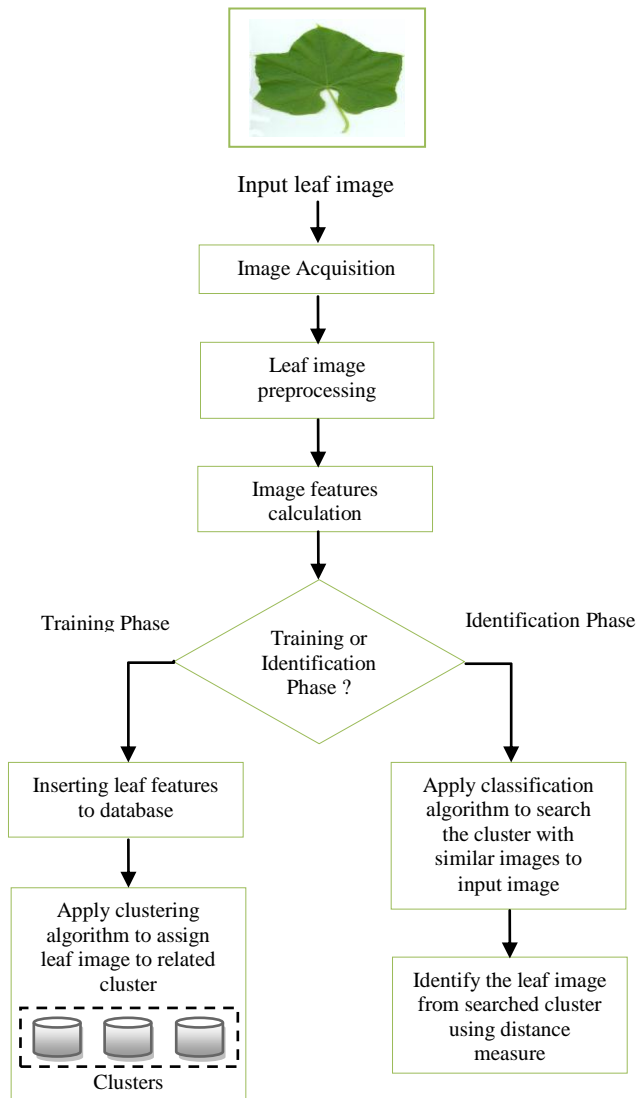 Input leaf image
Image Acquisition
Leaf image
preprocessing
Image features
calculation
Training Phase
Identification Phase
Training or
Identification
Phase ?
Inserting leaf features
to database
Apply clustering
algorithm to assign
leaf image to related
cluster
Clusters
Apply classification
algorithm to search
the cluster with
similar images to
input image
Identify the leaf image
from searched cluster
using distance
measure